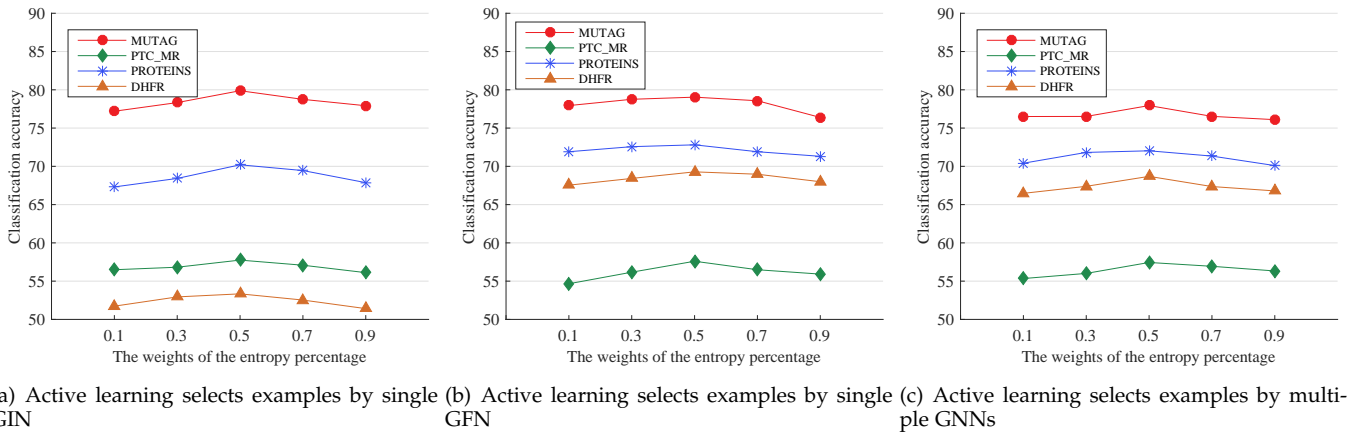 90
85
80
75
70
65
60
55
50
Classification accuracy
MUTAG
PTC_MR
PROTEINS
DHFR
0.1 0.3 0.5 0.7 0.9
The weights of the entropy percentage
90
85
80
75
70
65
60
55
50
Classification accuracy
MUTAG
PTC_MR
PROTEINS
DHFR
0.1 0.3 0.5 0.7 0.9
The weights of the entropy percentage
90
85
80
75
70
65
60
55
50
Classification accuracy
MUTAG
PTC_MR
PROTEINS
DHFR
0.1 0.3 0.5 0.7 0.9
The weights of the entropy percentage
a) Active learning selects examples by single
GIN
(b) Active learning selects examples by single
GFN
(c) Active learning selects examples by multi-
ple GNNs